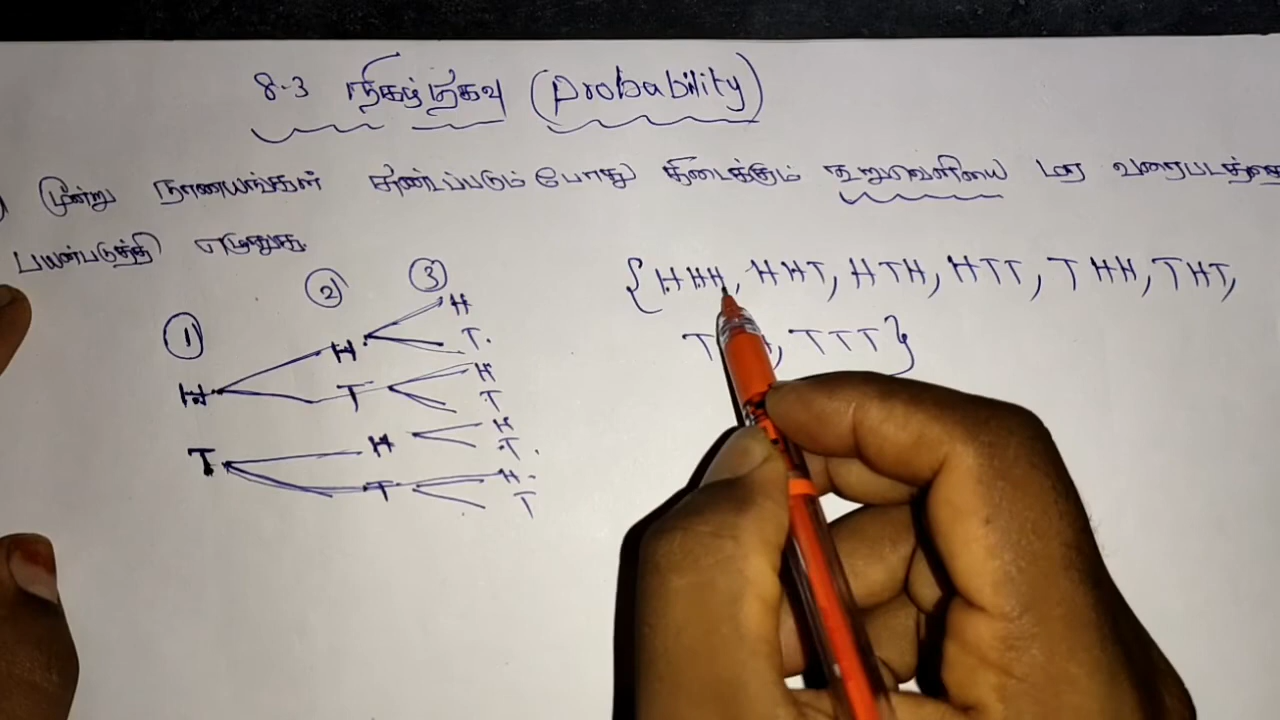 8.3 நிகழ்தகவு (Probability)
மூன்று நாணயங்கள் சுண்டப்படும் போது கிடைக்கும் கூறுவெளியை மர வரைபடத்தை
பயன்படுத்தி எழுதுக.
① ② ③
H H H
T
T H
T
T H H
T
T H
T
{HHH, HHT, HTH, HTT, THH, THT,
TTT}